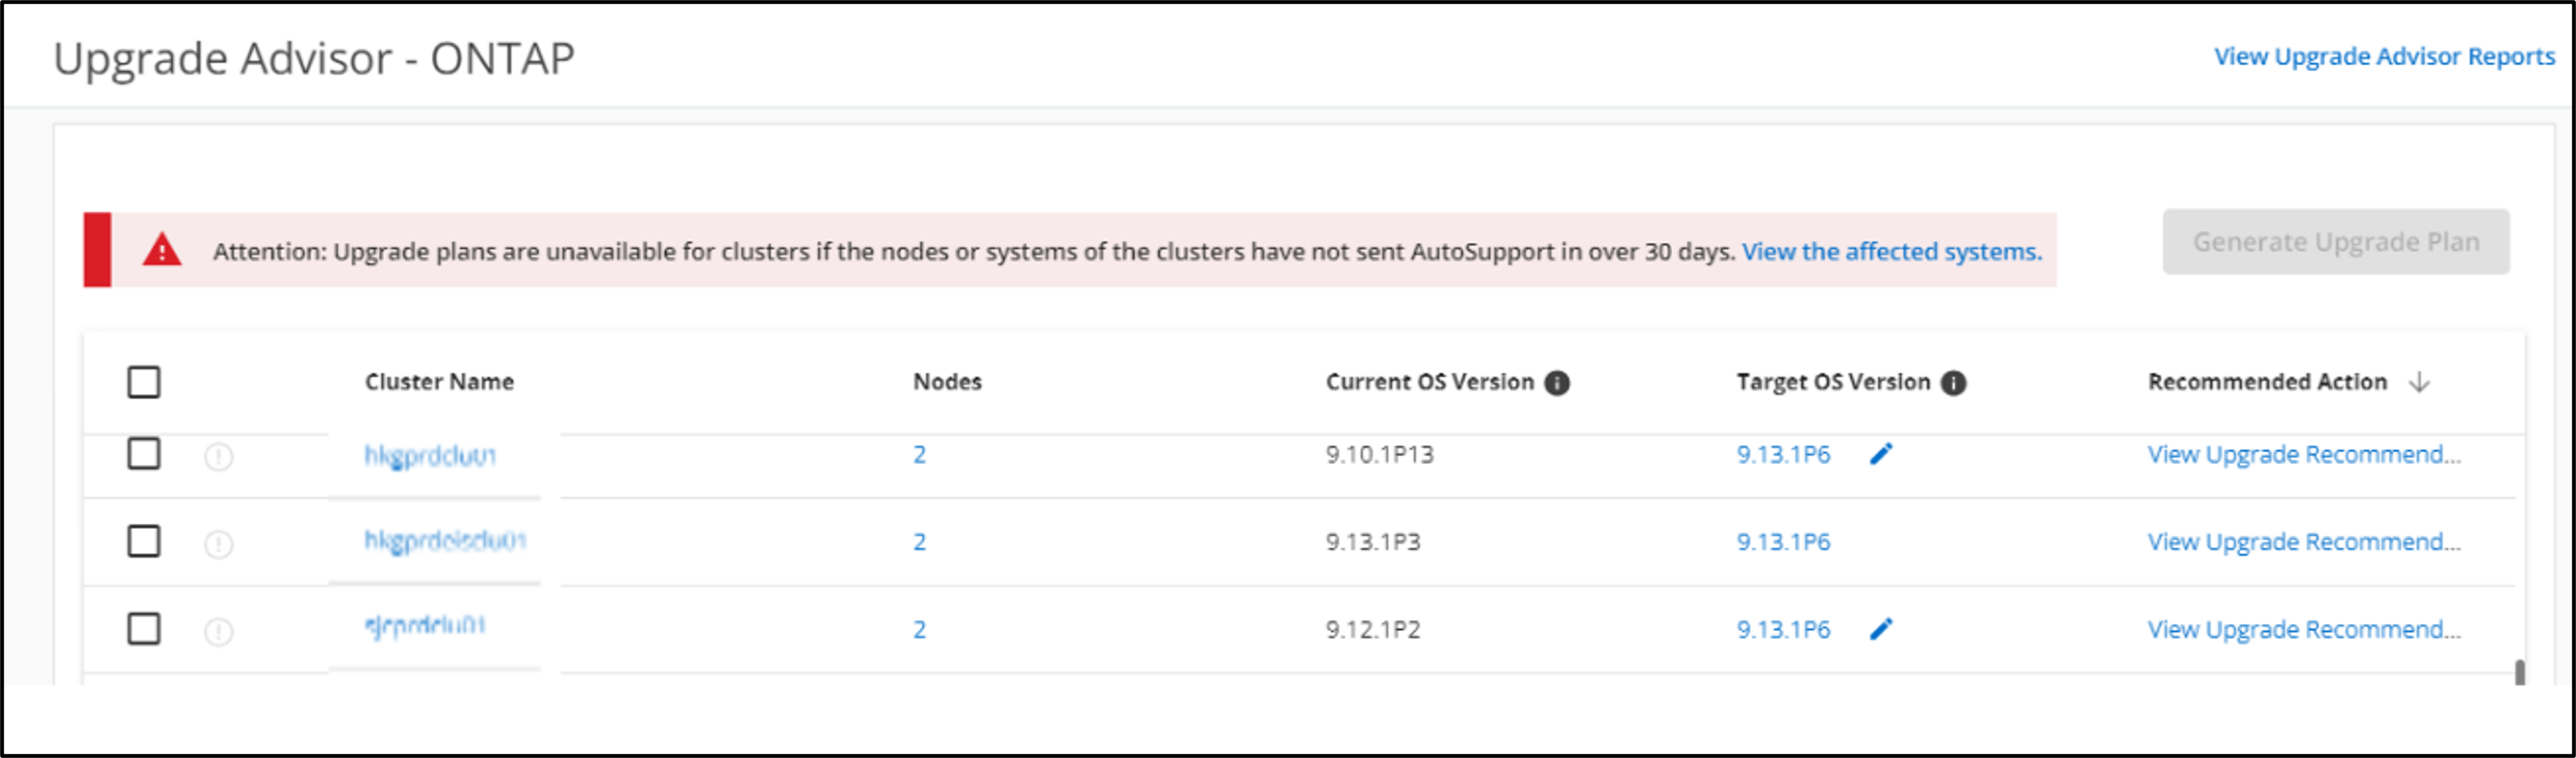 Upgrade Advisor - ONTAP
View Upgrade Advisor Reports
Attention: Upgrade plans are unavailable for clusters if the nodes or systems of the clusters have not sent AutoSupport in over 30 days. View the affected systems.
Generate Upgrade Plan
Cluster Name Nodes Current OS Version Target OS Version Recommended Action
2 9.10.1P13 9.13.1P6 View Upgrade Recommend...
2 9.13.1P3 9.13.1P6 View Upgrade Recommend...
2 9.12.1P2 9.13.1P6 View Upgrade Recommend...